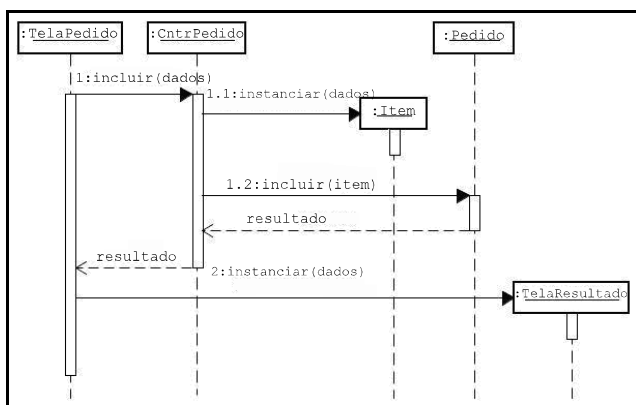 :TelaPedido
:CntrPedido
:Pedido
1:incluir(dados)
1.1:instanciar(dados)
:Item
1.2:incluir(item)
resultado
resultado
2:instanciar(dados)
:TelaResultado